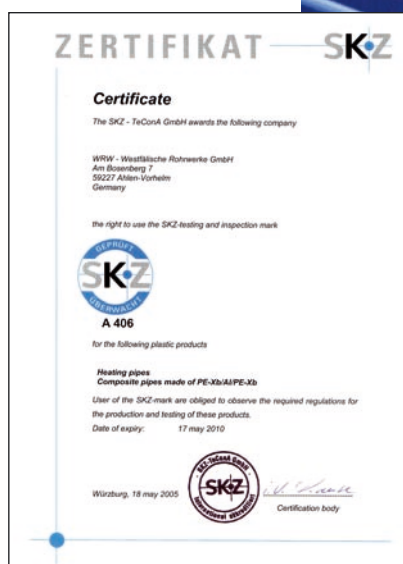 ZERTIFIKAT SKZ
Certificate
The SKZ - TeConA GmbH awards the following company
WRW - Westfälische Rohrwerke GmbH
Am Bosenberg 7
59227 Ahlen-Vorhelm
Germany
the right to use the SKZ-testing and inspection mark
GEPRÜFT
SKZ
ÜBERWACHT
A 406
for the following plastic products
Heating pipes
Composite pipes made of PE-Xb/Al/PE-Xb
User of the SKZ-mark are obliged to observe the required regulations for
the production and testing of these products.
Date of expiry: 17 may 2010
SKZ-TeConA GmbH
SKZ
international akkreditiert
Würzburg, 18 may 2005
Certification body